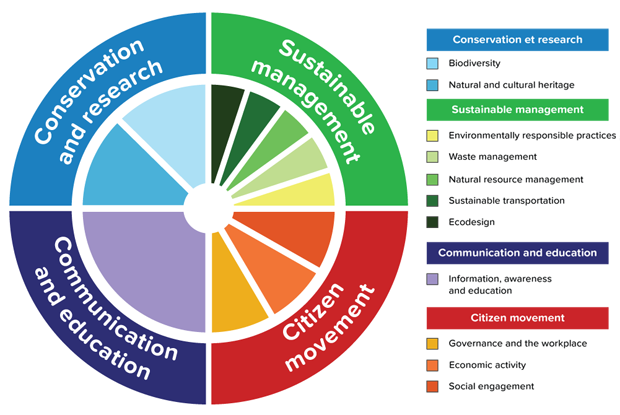 Conservation
and research
Sustainable
management
Communication
and education
Citizen
movement
Conservation et research
Biodiversity
Natural and cultural heritage
Sustainable management
Environmentally responsible practices
Waste management
Natural resource management
Sustainable transportation
Ecodesign
Communication and education
Information, awareness
and education
Citizen movement
Governance and the workplace
Economic activity
Social engagement